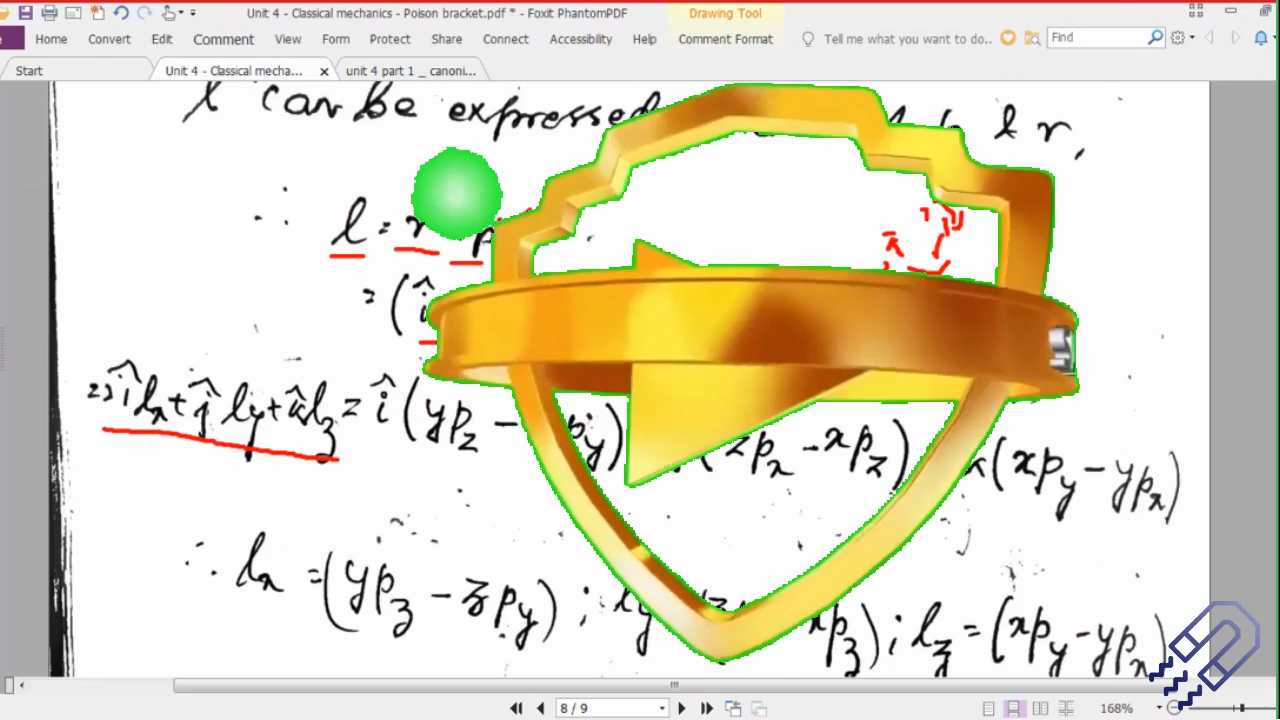 Unit 4 - Classical mechanics - Poison bracket.pdf * - Foxit PhantomPDF
Drawing Tool
Home Convert Edit Comment View Form Protect Share Connect Accessibility Help Comment Format Tell me what you want to do.. Find
Start Unit 4 - Classical mecha... × unit 4 part 1 _ canoni...
l can be expressed & r,
∴ l = r p
= (î
=> îlx + ĵly + k̂lz = î(ypz - py) (zpx - xpz) k(xpy - ypx)
∴ lx = (ypz - zpy) ; ly xpz) ; lz = (xpy - ypx)
8 / 9 168%